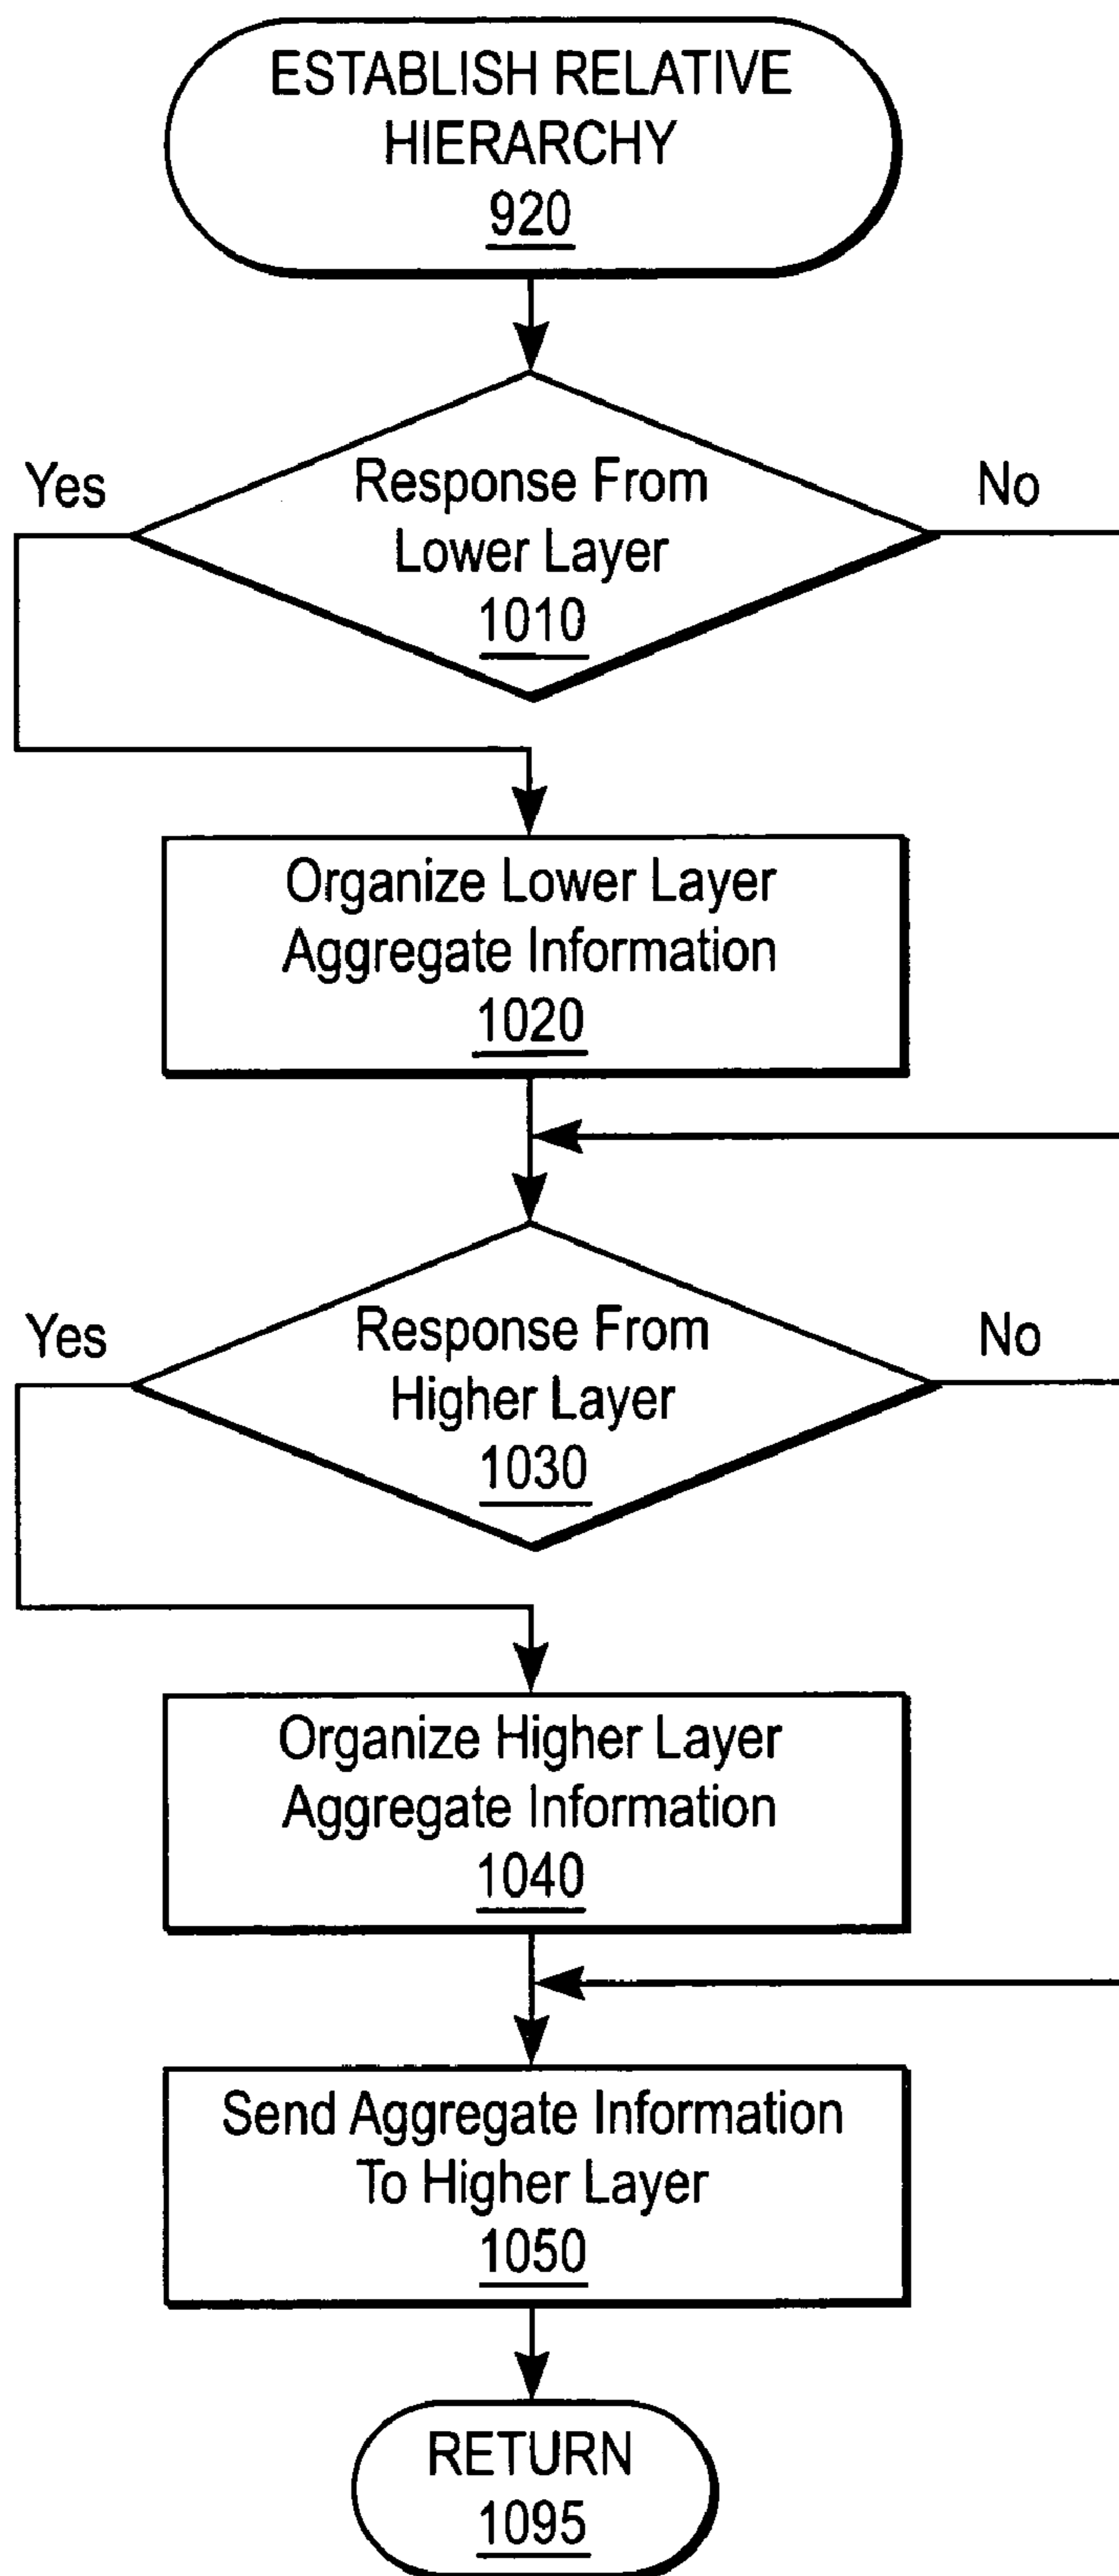 ESTABLISH RELATIVE
HIERARCHY
920
Yes
Response From
Lower Layer
1010
No
Organize Lower Layer
Aggregate Information
1020
Yes
Response From
Higher Layer
1030
No
Organize Higher Layer
Aggregate Information
1040
Send Aggregate Information
To Higher Layer
1050
RETURN
1095